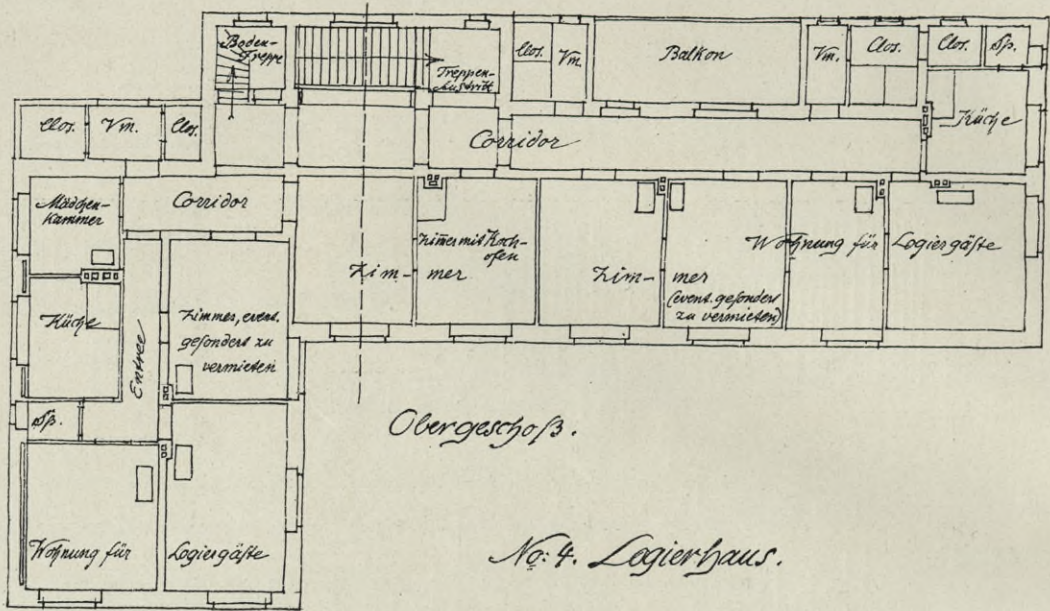 Boden-
Treppe
Treppen-
Austritt
Clos.
Vm.
Balkon
Vm.
Clos.
Clos.
Sp.
Küche
Corridor
Clos.
Vm.
Clos.
Mädchen-
kammer
Corridor
Zim̅er mit Koch-
ofen
Zim-
mer
Zim-
mer
(event. gesondert
zu vermieten)
Wohnung für
Logiergäste
Küche
Entree
Zimmer, event.
gesondert zu
vermieten
Sp.
Obergeschoß.
Wohnung für
Logiergäste
No: 4. Logierhaus.